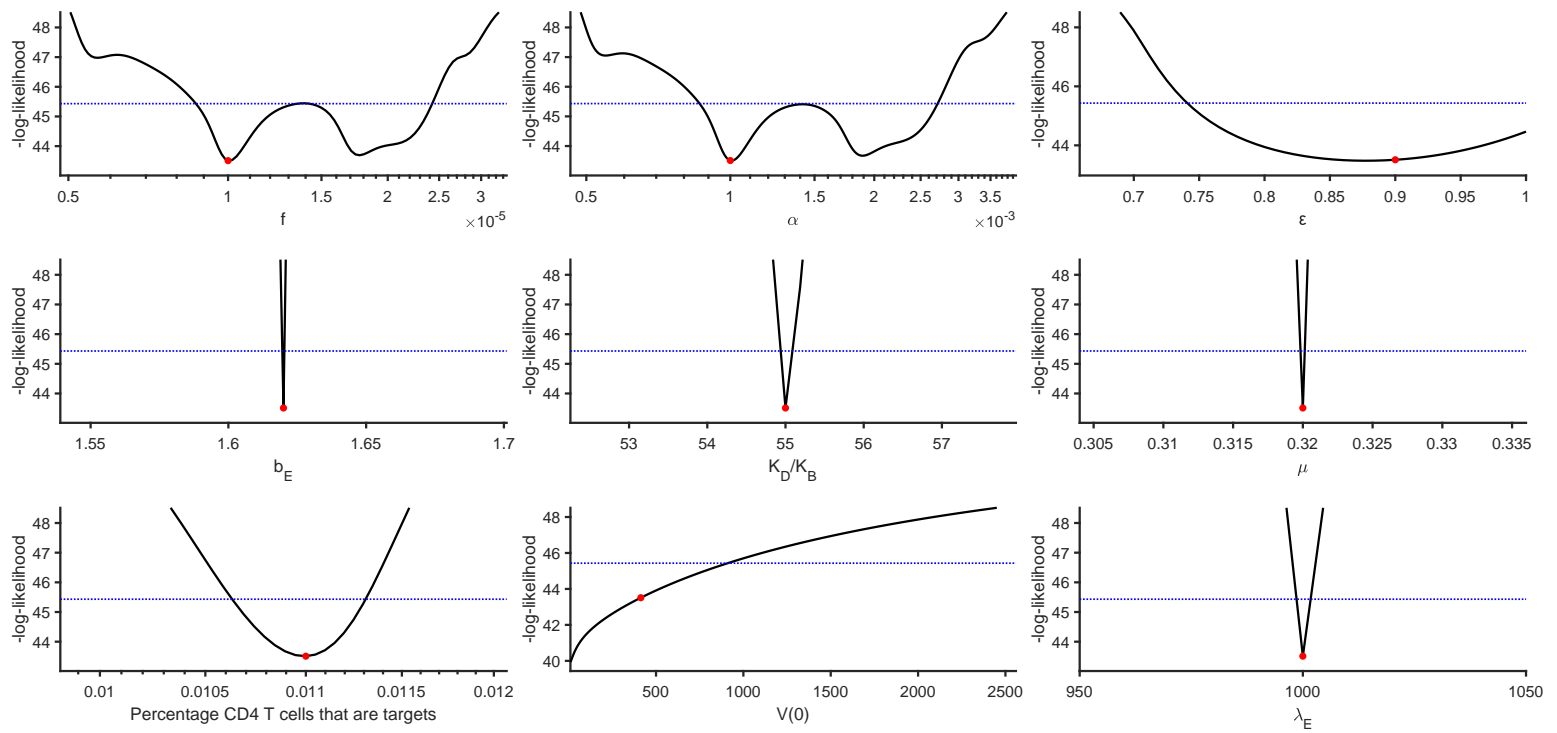 48
47
46
45
44
-log-likelihood
0.5 1 1.5 2 2.5 3
f
×10⁻⁵
48
47
46
45
44
-log-likelihood
0.5 1 1.5 2 2.5 3 3.5
α
×10⁻³
48
46
44
-log-likelihood
0.7 0.75 0.8 0.85 0.9 0.95 1
ε
48
47
46
45
44
-log-likelihood
1.55 1.6 1.65 1.7
b_E
48
47
46
45
44
-log-likelihood
53 54 55 56 57
K_D/K_B
48
47
46
45
44
-log-likelihood
0.305 0.31 0.315 0.32 0.325 0.33 0.335
μ
48
47
46
45
44
-log-likelihood
0.01 0.0105 0.011 0.0115 0.012
Percentage CD4 T cells that are targets
48
46
44
42
40
-log-likelihood
500 1000 1500 2000 2500
V(0)
48
47
46
45
44
-log-likelihood
950 1000 1050
λ_E